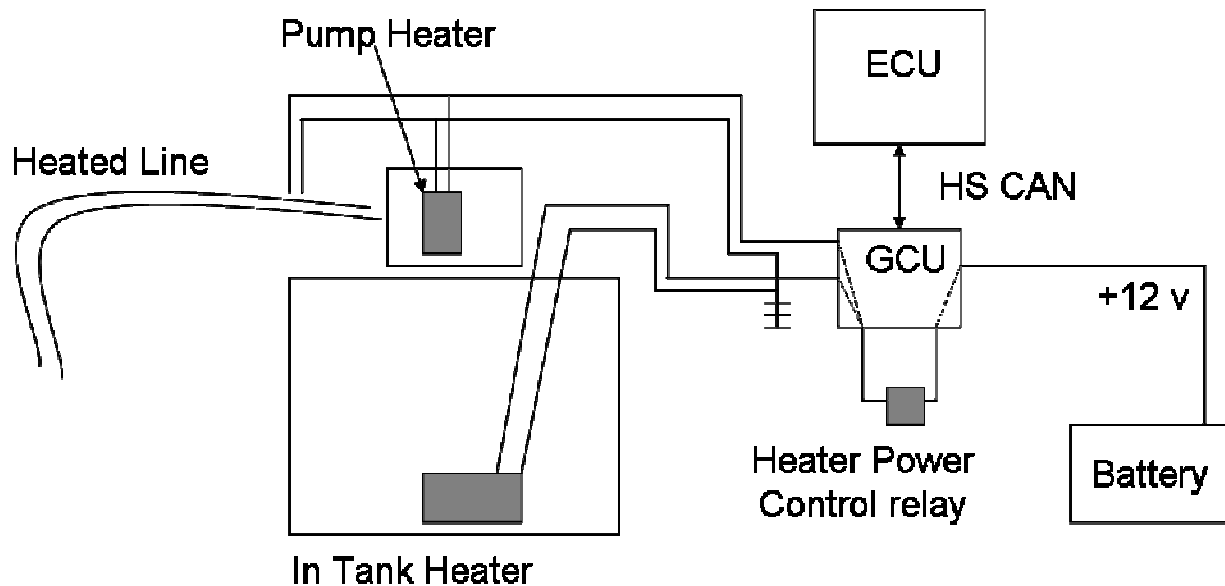 Pump Heater
ECU
Heated Line
HS CAN
GCU
+12 v
Heater Power
Control relay
Battery
In Tank Heater